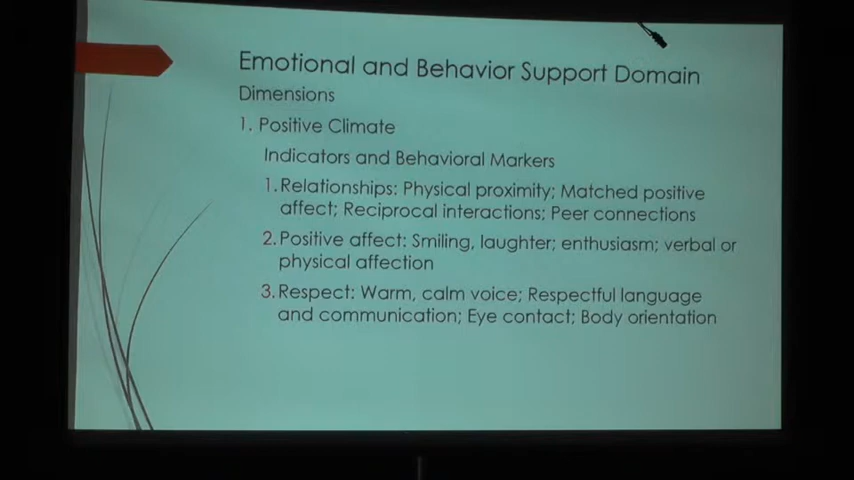 Emotional and Behavior Support Domain
Dimensions
1. Positive Climate
Indicators and Behavioral Markers
1. Relationships: Physical proximity; Matched positive
affect; Reciprocal interactions; Peer connections
2. Positive affect: Smiling, laughter; enthusiasm; verbal or
physical affection
3. Respect: Warm, calm voice; Respectful language
and communication; Eye contact; Body orientation